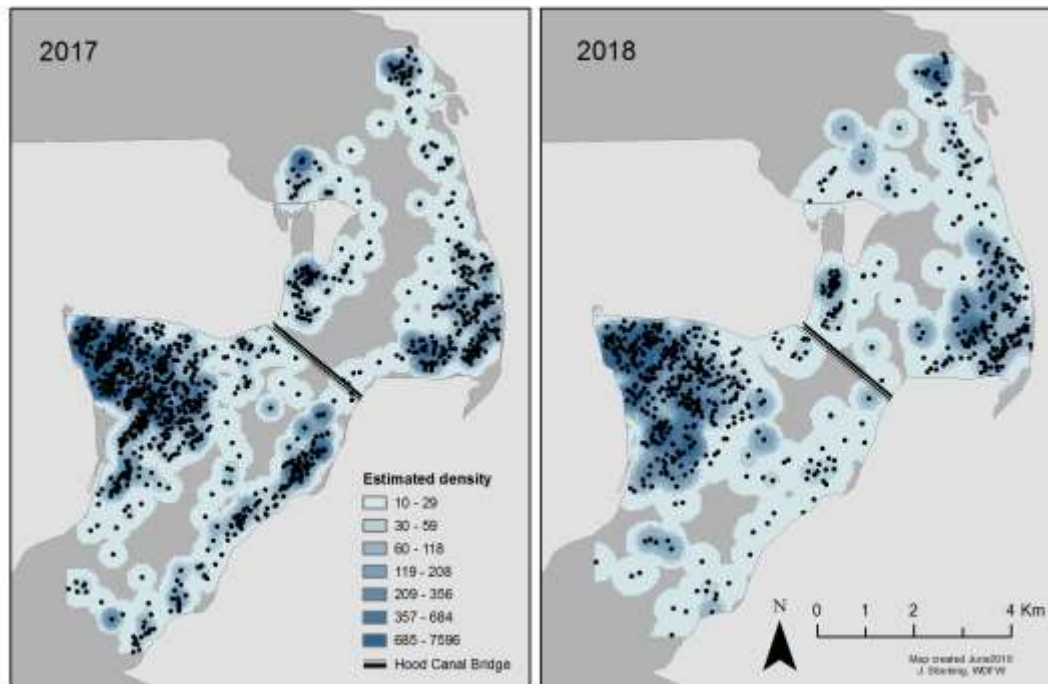 2017
2018
Estimated density
10 - 29
30 - 59
60 - 118
119 - 208
209 - 356
357 - 684
685 - 7596
Hood Canal Bridge
N
0 1 2 4 Km
Map created June2018
J. Stocking, WDFW